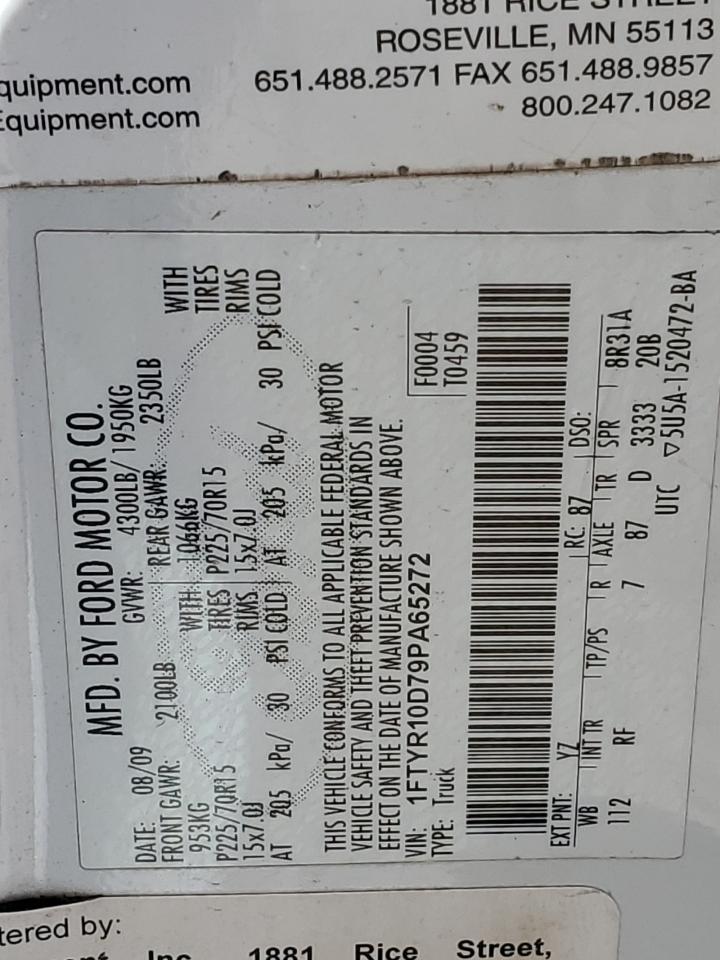 1881 RICE STREET
ROSEVILLE, MN 55113
quipment.com 651.488.2571 FAX 651.488.9857
Equipment.com 800.247.1082
MFD. BY FORD MOTOR CO.
DATE: 08/09 GVWR: 4300LB/ 1950KG
FRONT GAWR: 2100LB REAR GAWR: 2350LB
953KG WITH 1066KG WITH
P225/70R15 TIRES P225/70R15 TIRES
15x7.0J RIMS 15x7.0J RIMS
AT 205 kPa/ 30 PSI COLD AT 205 kPa/ 30 PSI COLD
THIS VEHICLE CONFORMS TO ALL APPLICABLE FEDERAL MOTOR
VEHICLE SAFETY AND THEFT PREVENTION STANDARDS IN
EFFECT ON THE DATE OF MANUFACTURE SHOWN ABOVE.
VIN: 1FTYR10D79PA65272 F0004
TYPE: Truck T0459
EXT PNT: YZ RC: 87 DSO:
WB INT TR TP/PS R AXLE TR SPR 8R31A
112 RF 7 87 D 3333 20B
UTC ▽5U5A-1520472-BA
tered by:
Inc. 1881 Rice Street,